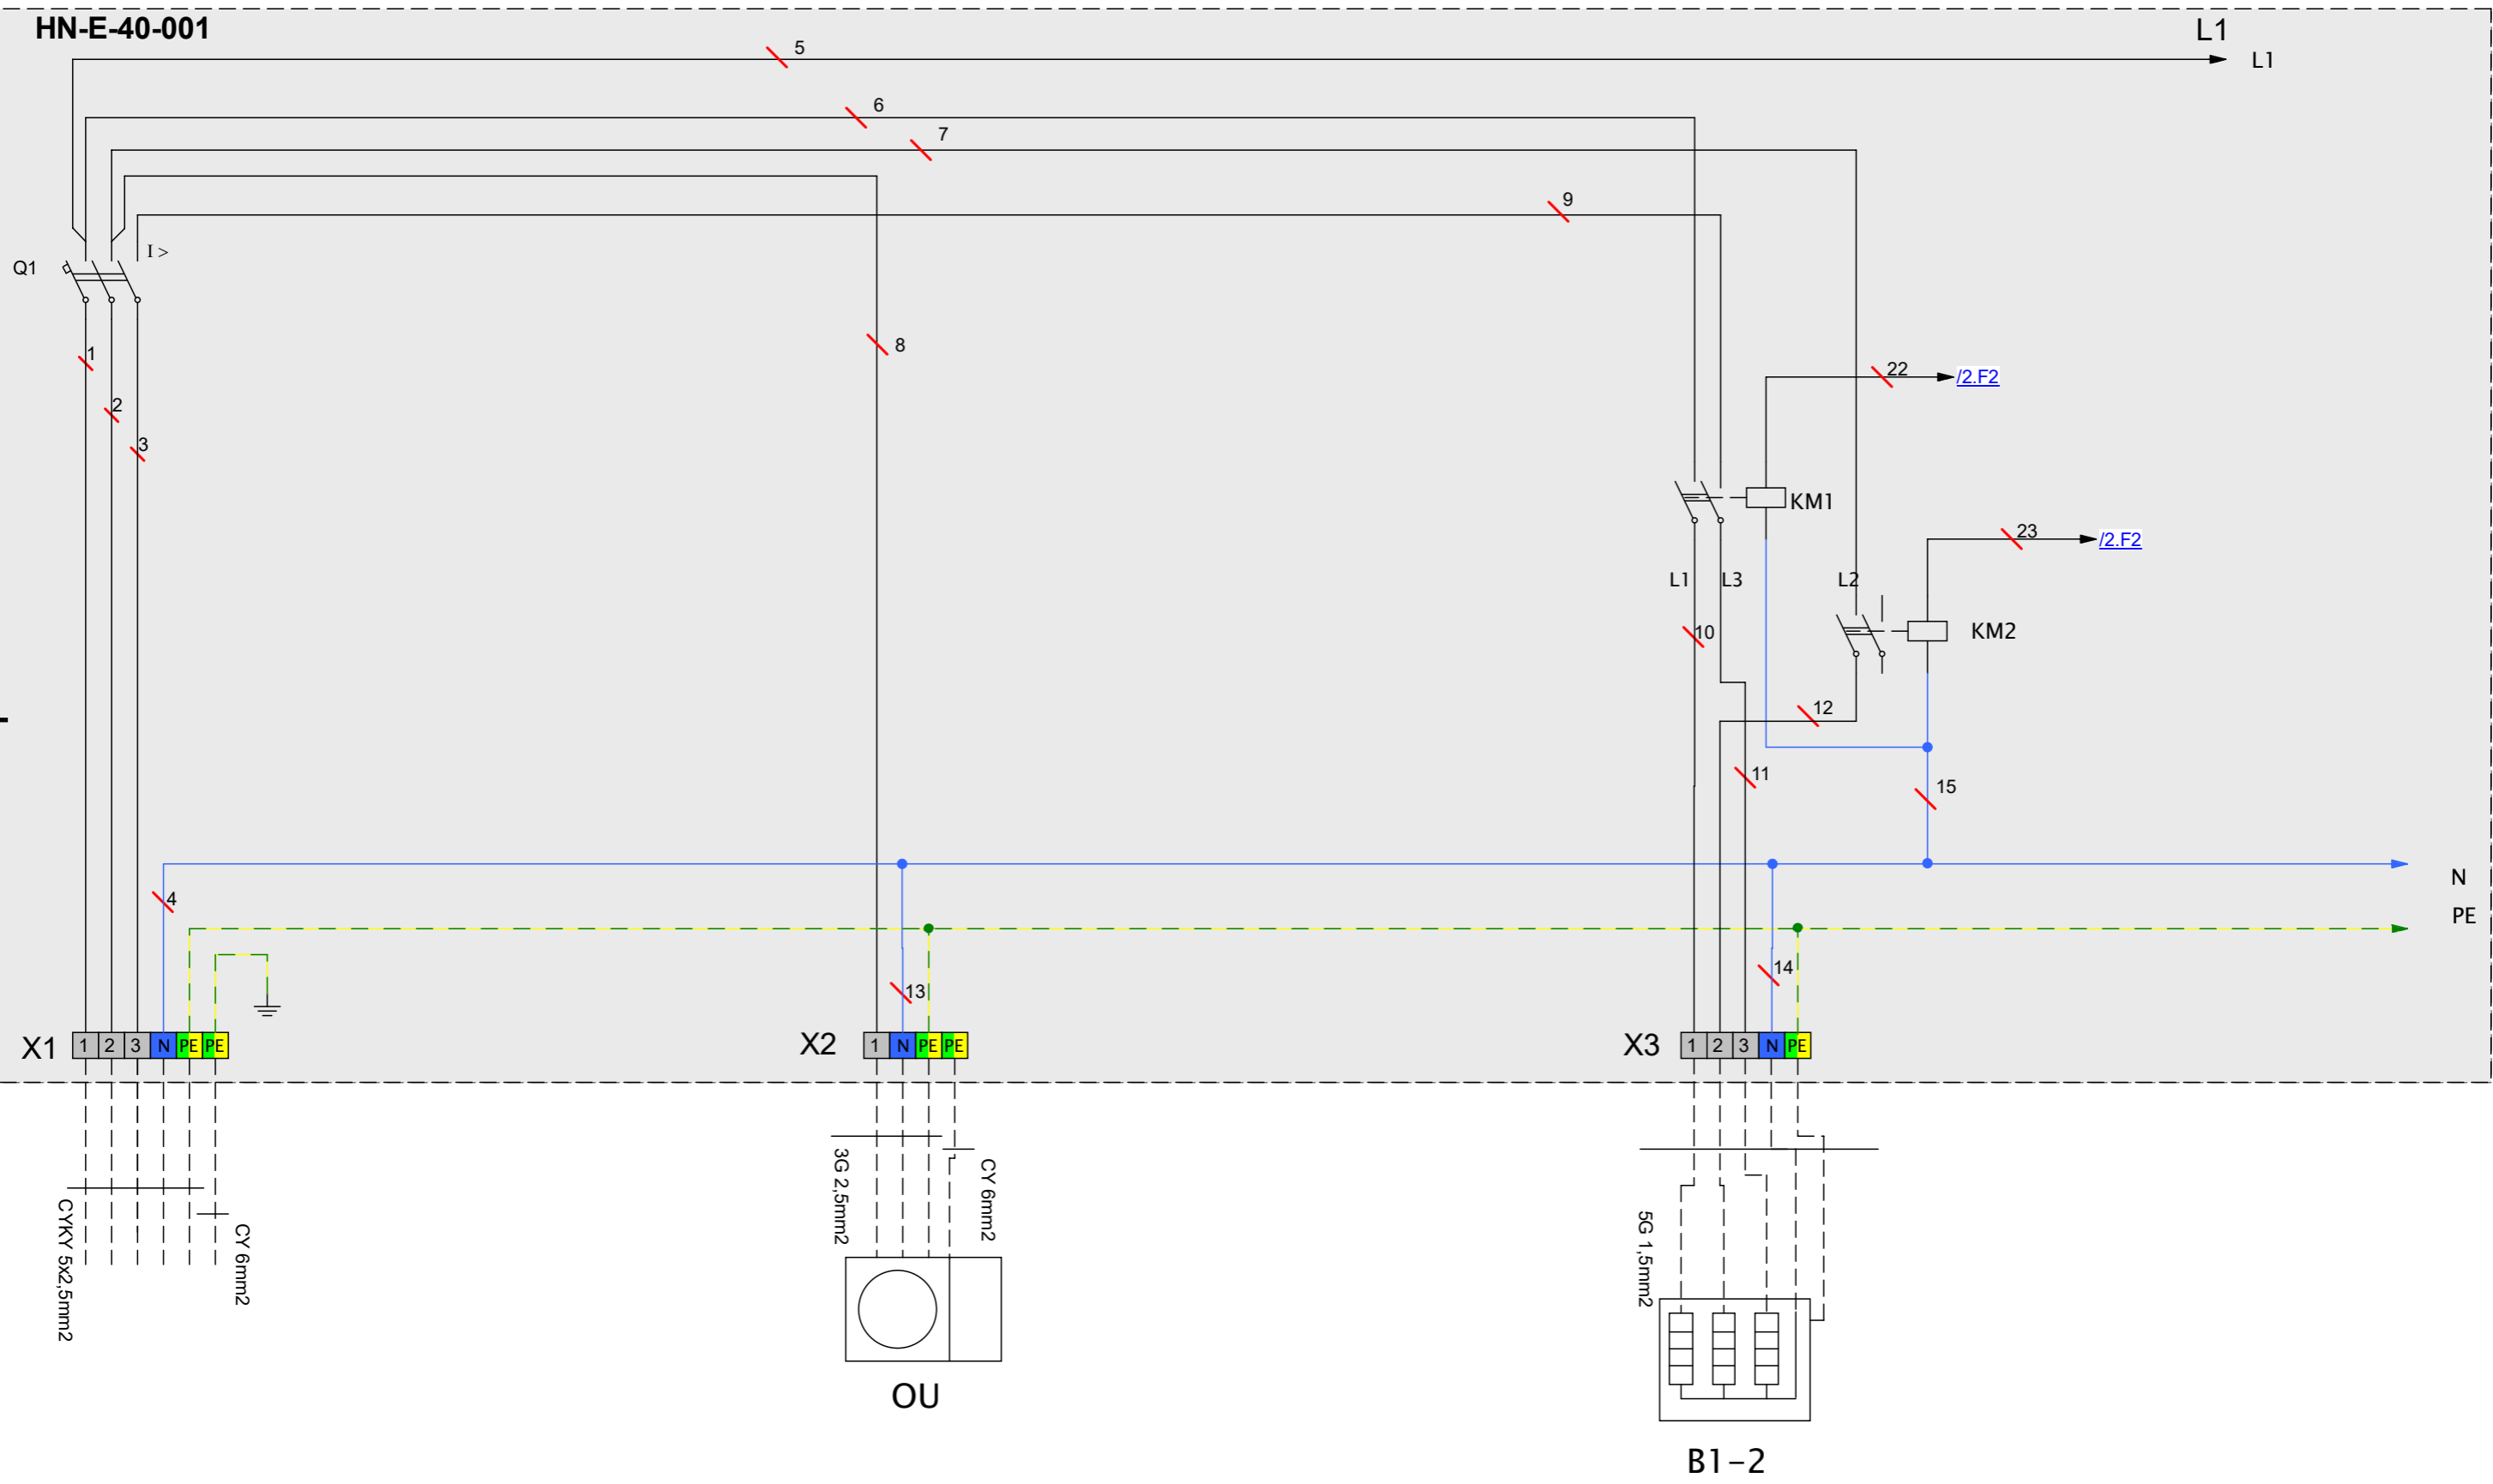 HN-E-40-001
L1
5
L1
6
7
9
I >
Q1
8
1
22
/2.F2
2
3
KM1
23
/2.F2
L1
L3
L2
10
KM2
12
11
15
4
N
PE
14
13
X1
1
2
3
N
PE
PE
X2
1
N
PE
PE
X3
1
2
3
N
PE
CYKY 5x2,5mm2
CY 6mm2
3G 2,5mm2
CY 6mm2
5G 1,5mm2
OU
B1-2